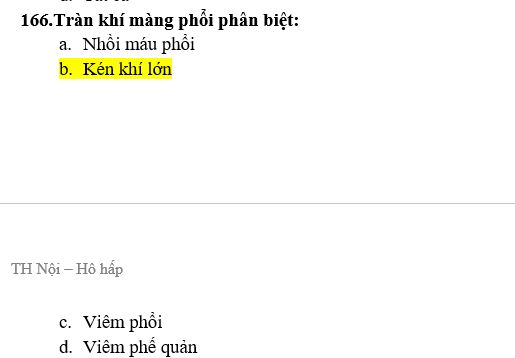 166.Tràn khí màng phổi phân biệt:
a. Nhồi máu phổi
b. Kén khí lớn
TH Nội – Hô hấp
c. Viêm phổi
d. Viêm phế quản